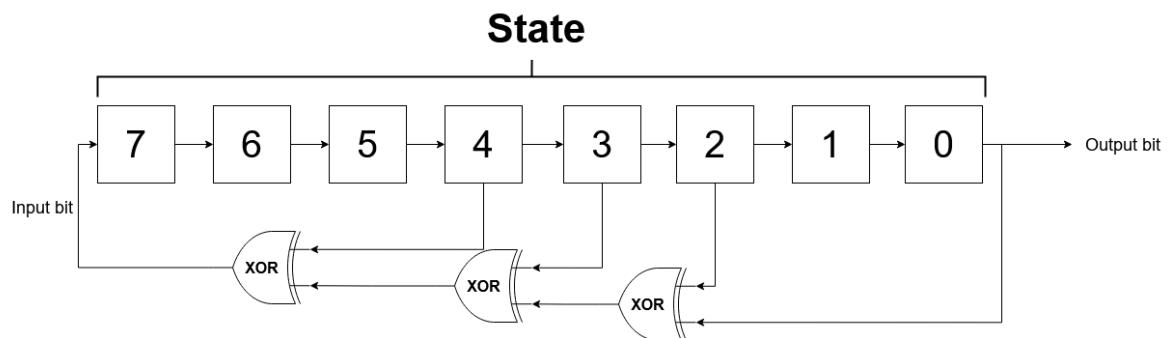 State
7 6 5 4 3 2 1 0
Output bit
Input bit
XOR
XOR
XOR